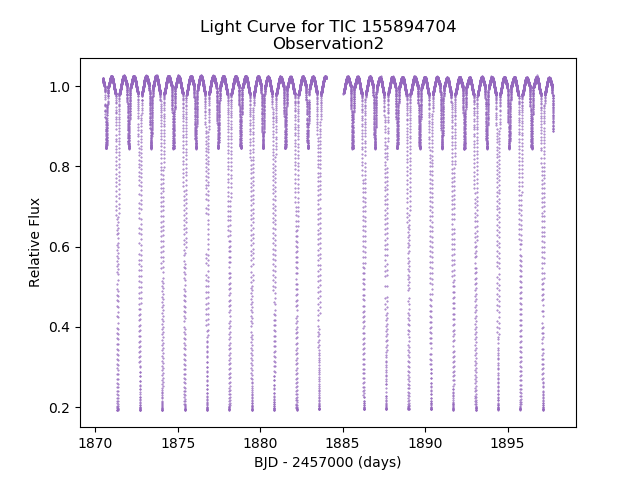 Light Curve for TIC 155894704
Observation2
Relative Flux
1.0
0.8
0.6
0.4
0.2
1870 1875 1880 1885 1890 1895
BJD - 2457000 (days)